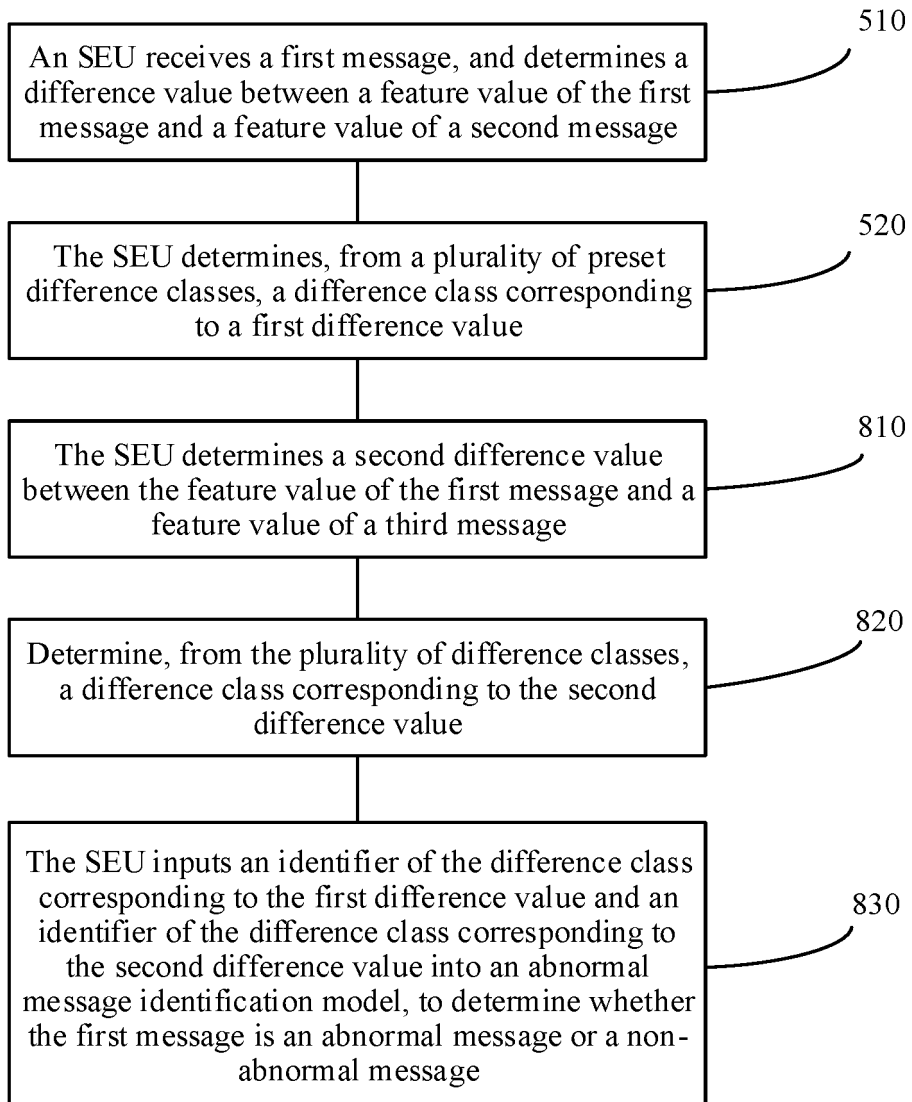 510
An SEU receives a first message, and determines a
difference value between a feature value of the first
message and a feature value of a second message
520
The SEU determines, from a plurality of preset
difference classes, a difference class corresponding
to a first difference value
810
The SEU determines a second difference value
between the feature value of the first message and a
feature value of a third message
820
Determine, from the plurality of difference classes,
a difference class corresponding to the second
difference value
830
The SEU inputs an identifier of the difference class
corresponding to the first difference value and an
identifier of the difference class corresponding to
the second difference value into an abnormal
message identification model, to determine whether
the first message is an abnormal message or a non-
abnormal message